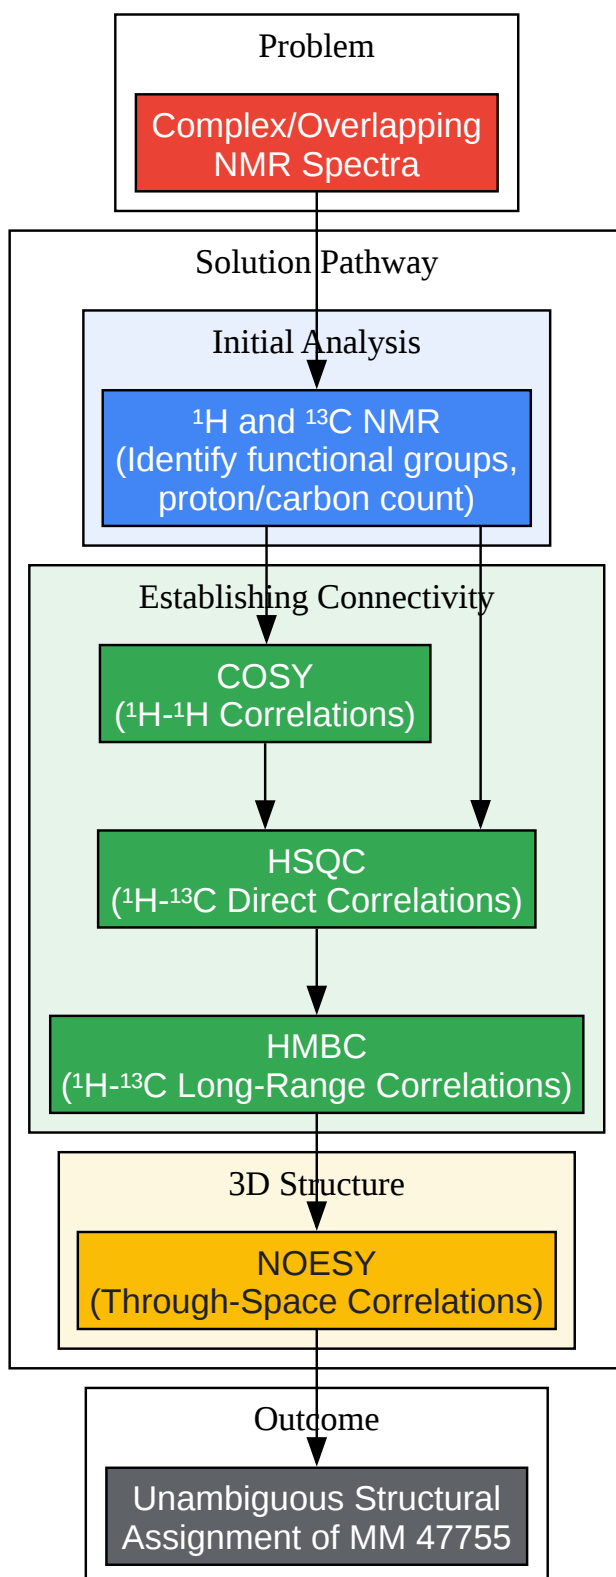 Problem
Complex/Overlapping
NMR Spectra
Solution Pathway
Initial Analysis
¹H and ¹³C NMR
(Identify functional groups,
proton/carbon count)
Establishing Connectivity
COSY
(¹H-¹H Correlations)
HSQC
(¹H-¹³C Direct Correlations)
HMBC
(¹H-¹³C Long-Range Correlations)
3D Structure
NOESY
(Through-Space Correlations)
Outcome
Unambiguous Structural
Assignment of MM 47755